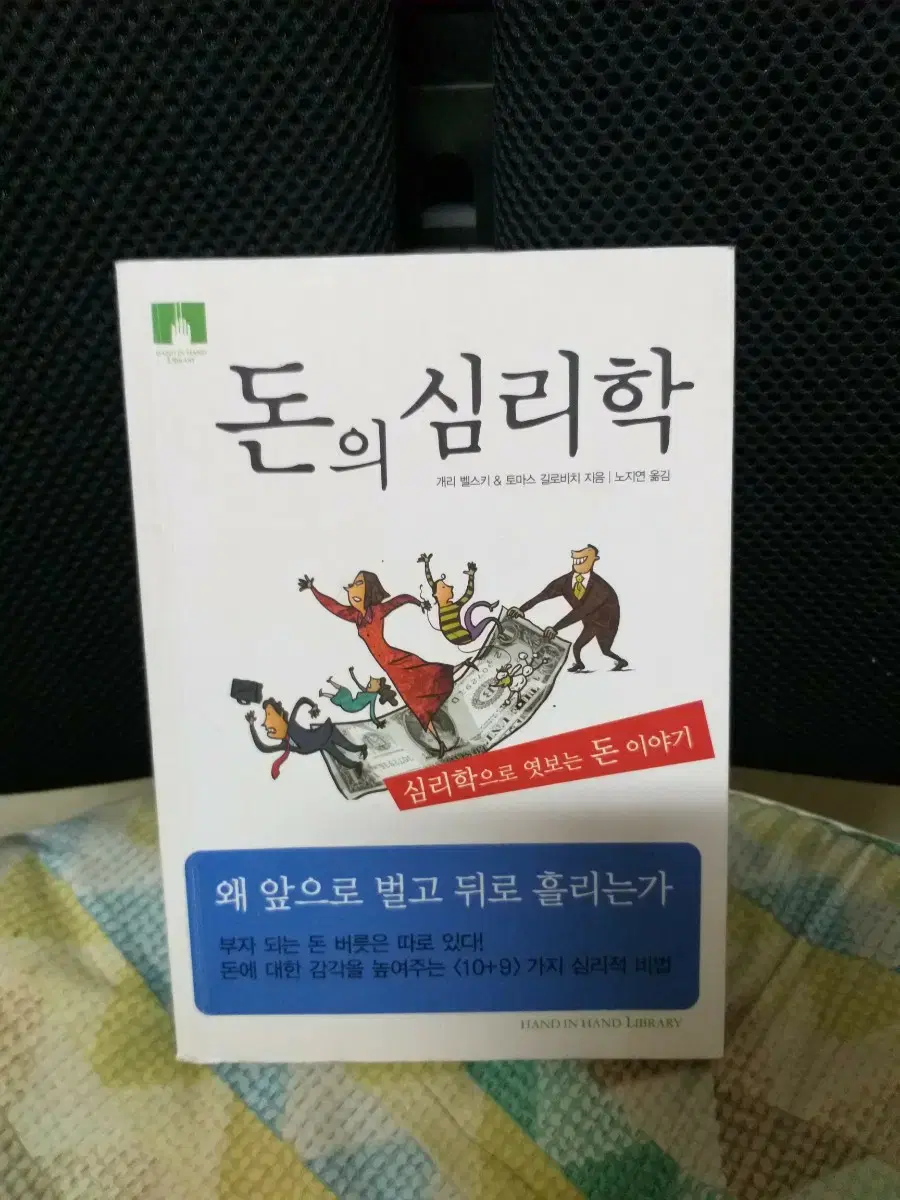 HAND IN HAND
LIBRARY
돈의 심리학
개리 벨스키 & 토마스 길로비치 지음 | 노지연 옮김
심리학으로 엿보는 돈 이야기
왜 앞으로 벌고 뒤로 흘리는가
부자 되는 돈 버릇은 따로 있다!
돈에 대한 감각을 높여주는 <10+9> 가지 심리적 비법
HAND IN HAND LIBRARY